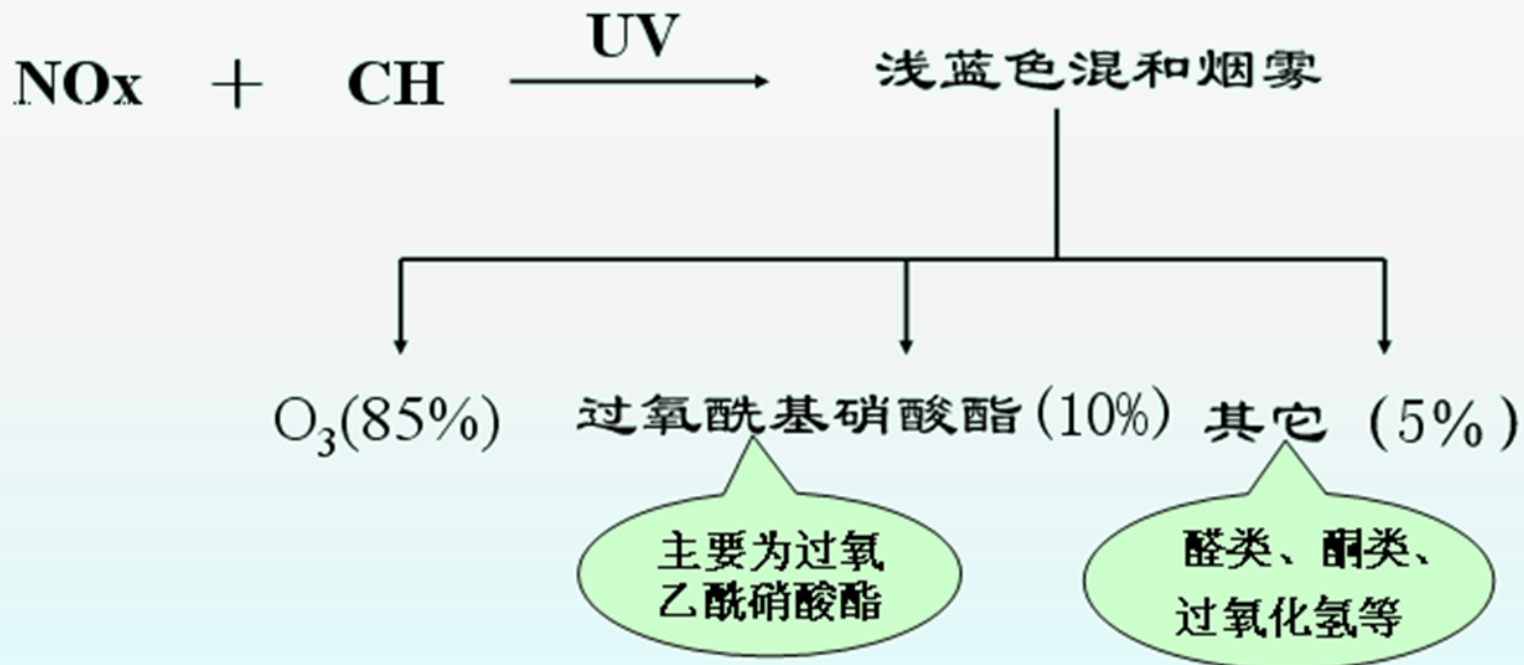 NOx + CH UV 浅蓝色混和烟雾
O₃(85%) 过氧酰基硝酸酯(10%) 其它 (5%)
主要为过氧
乙酰硝酸酯
醛类、酮类、
过氧化氢等